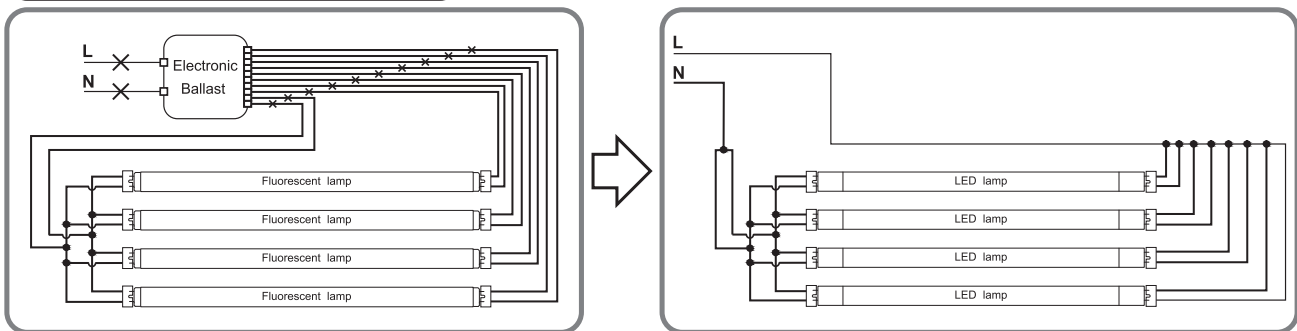 L
N
Electronic
Ballast
Fluorescent lamp
Fluorescent lamp
Fluorescent lamp
Fluorescent lamp
L
N
LED lamp
LED lamp
LED lamp
LED lamp